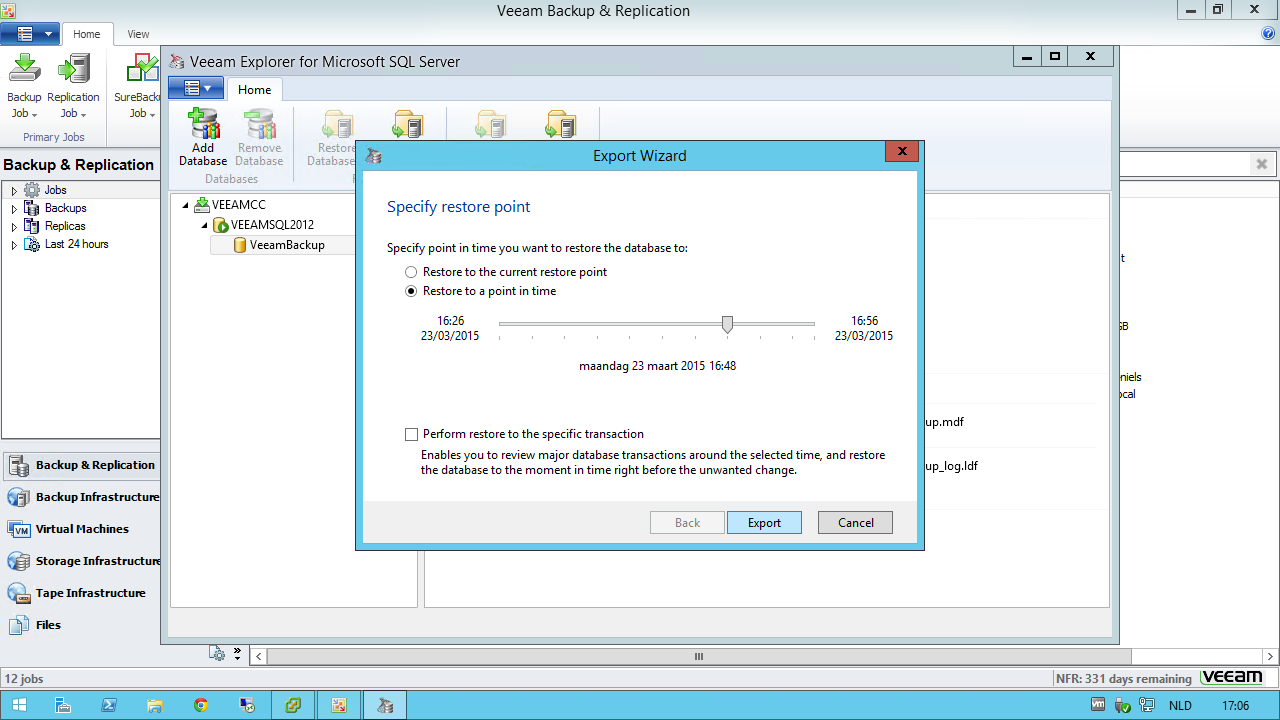 Veeam Backup & Replication
Home
View
Veeam Explorer for Microsoft SQL Server
Home
Backup
Job
Replication
Job
SureBack
Job
Primary Jobs
Add
Database
Remove
Database
Restore
Databases
Backup & Replication
Jobs
Backups
Replicas
Last 24 hours
VEEAMCC
VEEAMSQL2012
VeeamBackup
Export Wizard
Specify restore point
Specify point in time you want to restore the database to:
Restore to the current restore point
Restore to a point in time
16:26
23/03/2015
16:56
23/03/2015
maandag 23 maart 2015 16:48
Perform restore to the specific transaction
Enables you to review major database transactions around the selected time, and restore
the database to the moment in time right before the unwanted change.
Back
Export
Cancel
GB
niels
ocal
up.mdf
up_log.ldf
Backup & Replication
Backup Infrastructure
Virtual Machines
VM
Storage Infrastructure
Tape Infrastructure
Files
12 jobs
NFR: 331 days remaining
veeam
vm
NLD
17:06